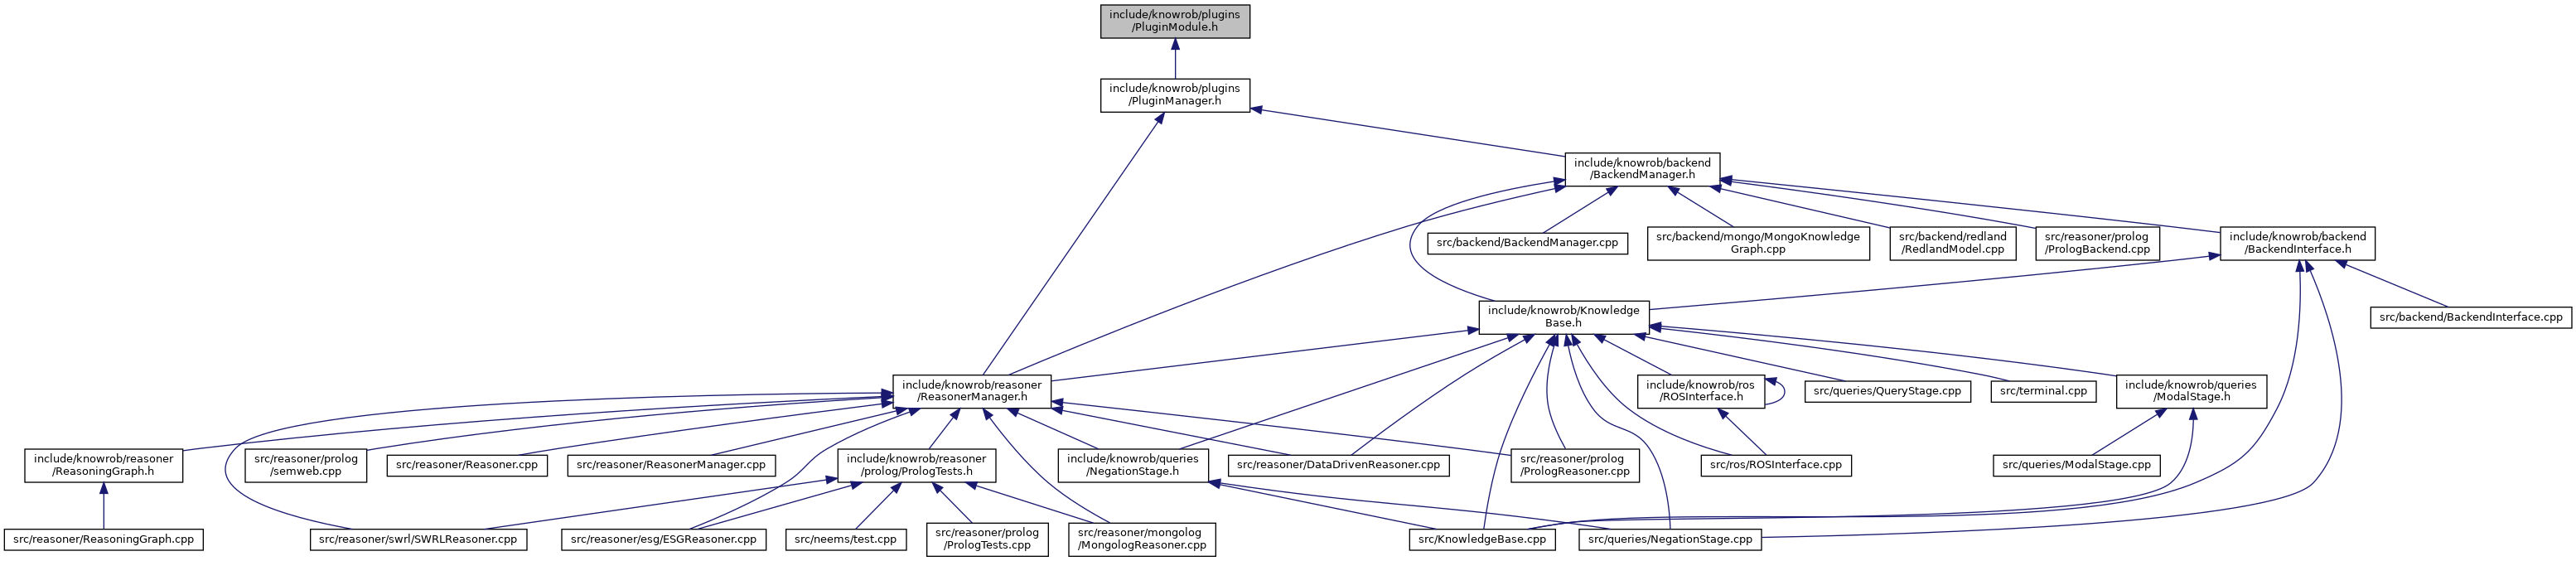 include/knowrob/plugins
/PluginModule.h
include/knowrob/plugins
/PluginManager.h
include/knowrob/backend
/BackendManager.h
src/backend/BackendManager.cpp
src/backend/mongo/MongoKnowledge
Graph.cpp
src/backend/redland
/RedlandModel.cpp
src/reasoner/prolog
/PrologBackend.cpp
include/knowrob/backend
/BackendInterface.h
include/knowrob/Knowledge
Base.h
src/backend/BackendInterface.cpp
include/knowrob/reasoner
/ReasonerManager.h
include/knowrob/ros
/ROSInterface.h
src/queries/QueryStage.cpp
src/terminal.cpp
include/knowrob/queries
/ModalStage.h
include/knowrob/reasoner
/ReasoningGraph.h
src/reasoner/prolog
/semweb.cpp
src/reasoner/Reasoner.cpp
src/reasoner/ReasonerManager.cpp
include/knowrob/reasoner
/prolog/PrologTests.h
include/knowrob/queries
/NegationStage.h
src/reasoner/DataDrivenReasoner.cpp
src/reasoner/prolog
/PrologReasoner.cpp
src/ros/ROSInterface.cpp
src/queries/ModalStage.cpp
src/reasoner/ReasoningGraph.cpp
src/reasoner/swrl/SWRLReasoner.cpp
src/reasoner/esg/ESGReasoner.cpp
src/neems/test.cpp
src/reasoner/prolog
/PrologTests.cpp
src/reasoner/mongolog
/MongologReasoner.cpp
src/KnowledgeBase.cpp
src/queries/NegationStage.cpp